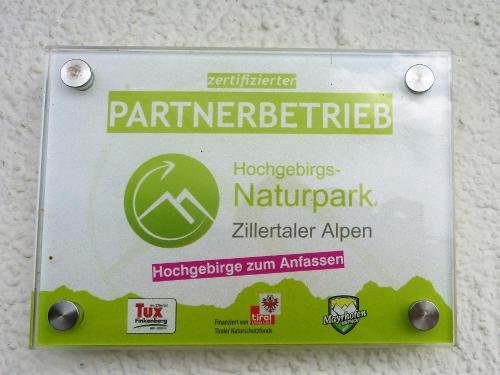 zertifizierter
PARTNERBETRIEB
Hochgebirgs-
Naturpark.
Zillertaler Alpen
Hochgebirge zum Anfassen
Tux
Finkenberg
Finanziert von
tirol
Tiroler Naturschutzfonds
Mayrhofen